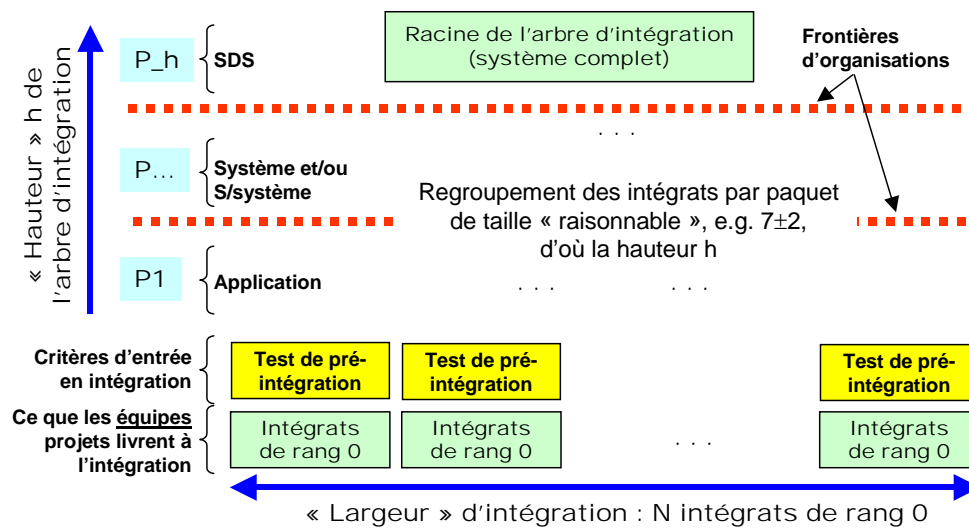 « Hauteur » h de
l'arbre d'intégration
P_h
SDS
Racine de l'arbre d'intégration
(système complet)
Frontières
d'organisations
. . .
P...
Système et/ou
S/système
Regroupement des intégrats par paquet
de taille « raisonnable », e.g. 7±2,
d'où la hauteur h
P1
Application
. . .
. . .
Critères d'entrée
en intégration
Test de pré-
intégration
Test de pré-
intégration
Test de pré-
intégration
Ce que les équipes
projets livrent à
l'intégration
Intégrats
de rang 0
Intégrats
de rang 0
. . .
Intégrats
de rang 0
« Largeur » d'intégration : N intégrats de rang 0